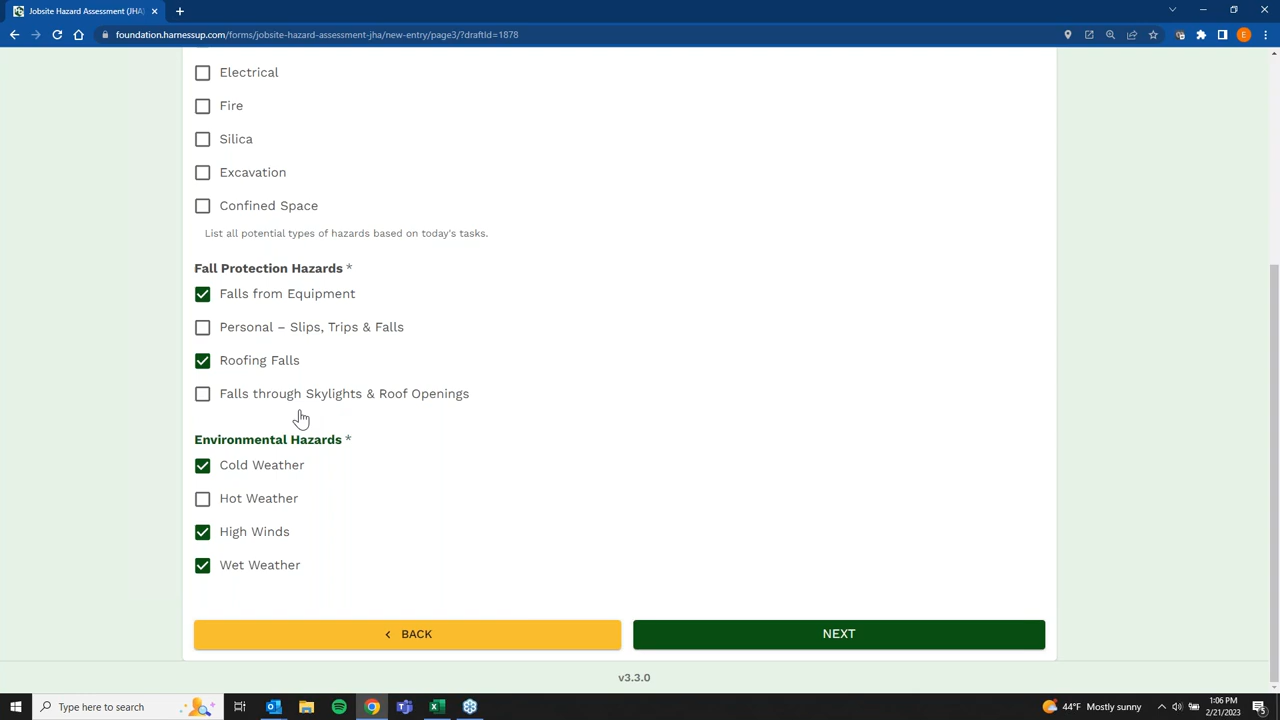 Jobsite Hazard Assessment (JHA)
foundation.harnessup.com/forms/jobsite-hazard-assessment-jha/new-entry/page3/?draftId=1878
E
Electrical
Fire
Silica
Excavation
Confined Space
List all potential types of hazards based on today's tasks.
Fall Protection Hazards *
Falls from Equipment
Personal – Slips, Trips & Falls
Roofing Falls
Falls through Skylights & Roof Openings
Environmental Hazards *
Cold Weather
Hot Weather
High Winds
Wet Weather
BACK
NEXT
v3.3.0
Type here to search
44°F Mostly sunny
1:06 PM
2/21/2023
5